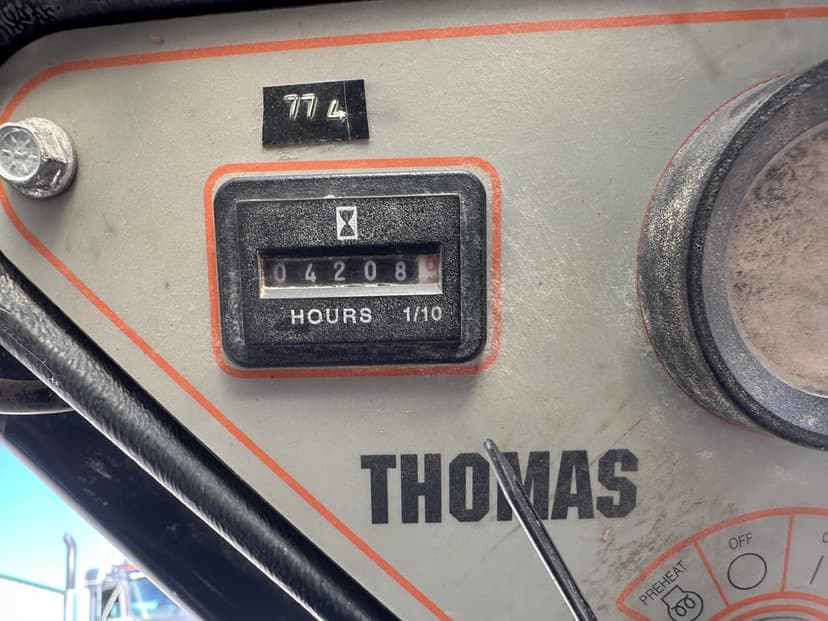 774
04208
HOURS 1/10
THOMAS
OFF
PREHEAT